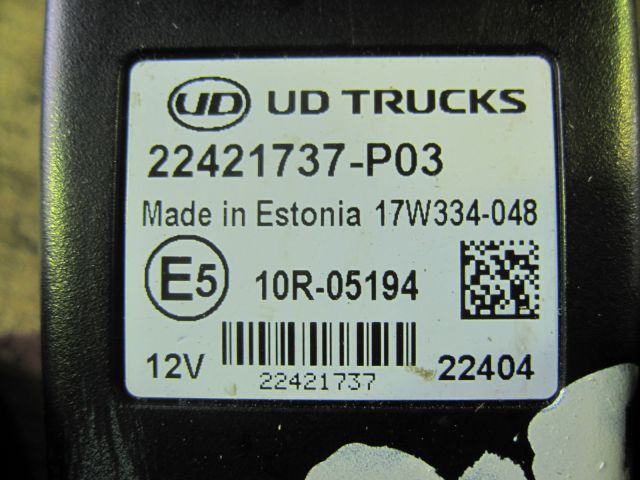 UD UD TRUCKS
22421737-P03
Made in Estonia 17W334-048
E5 10R-05194
12V 22404
22421737